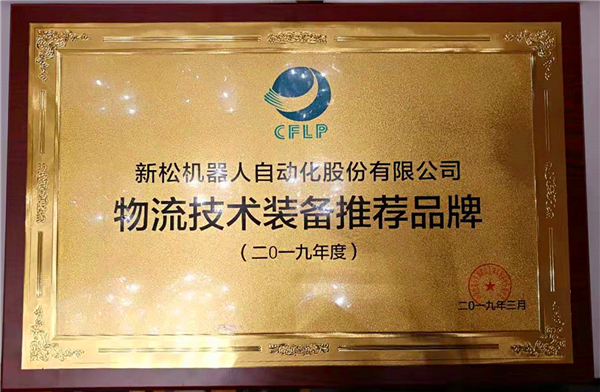 CFLP
新松机器人自动化股份有限公司
物流技术装备推荐品牌
（二0一九年度）
二0一九年三月